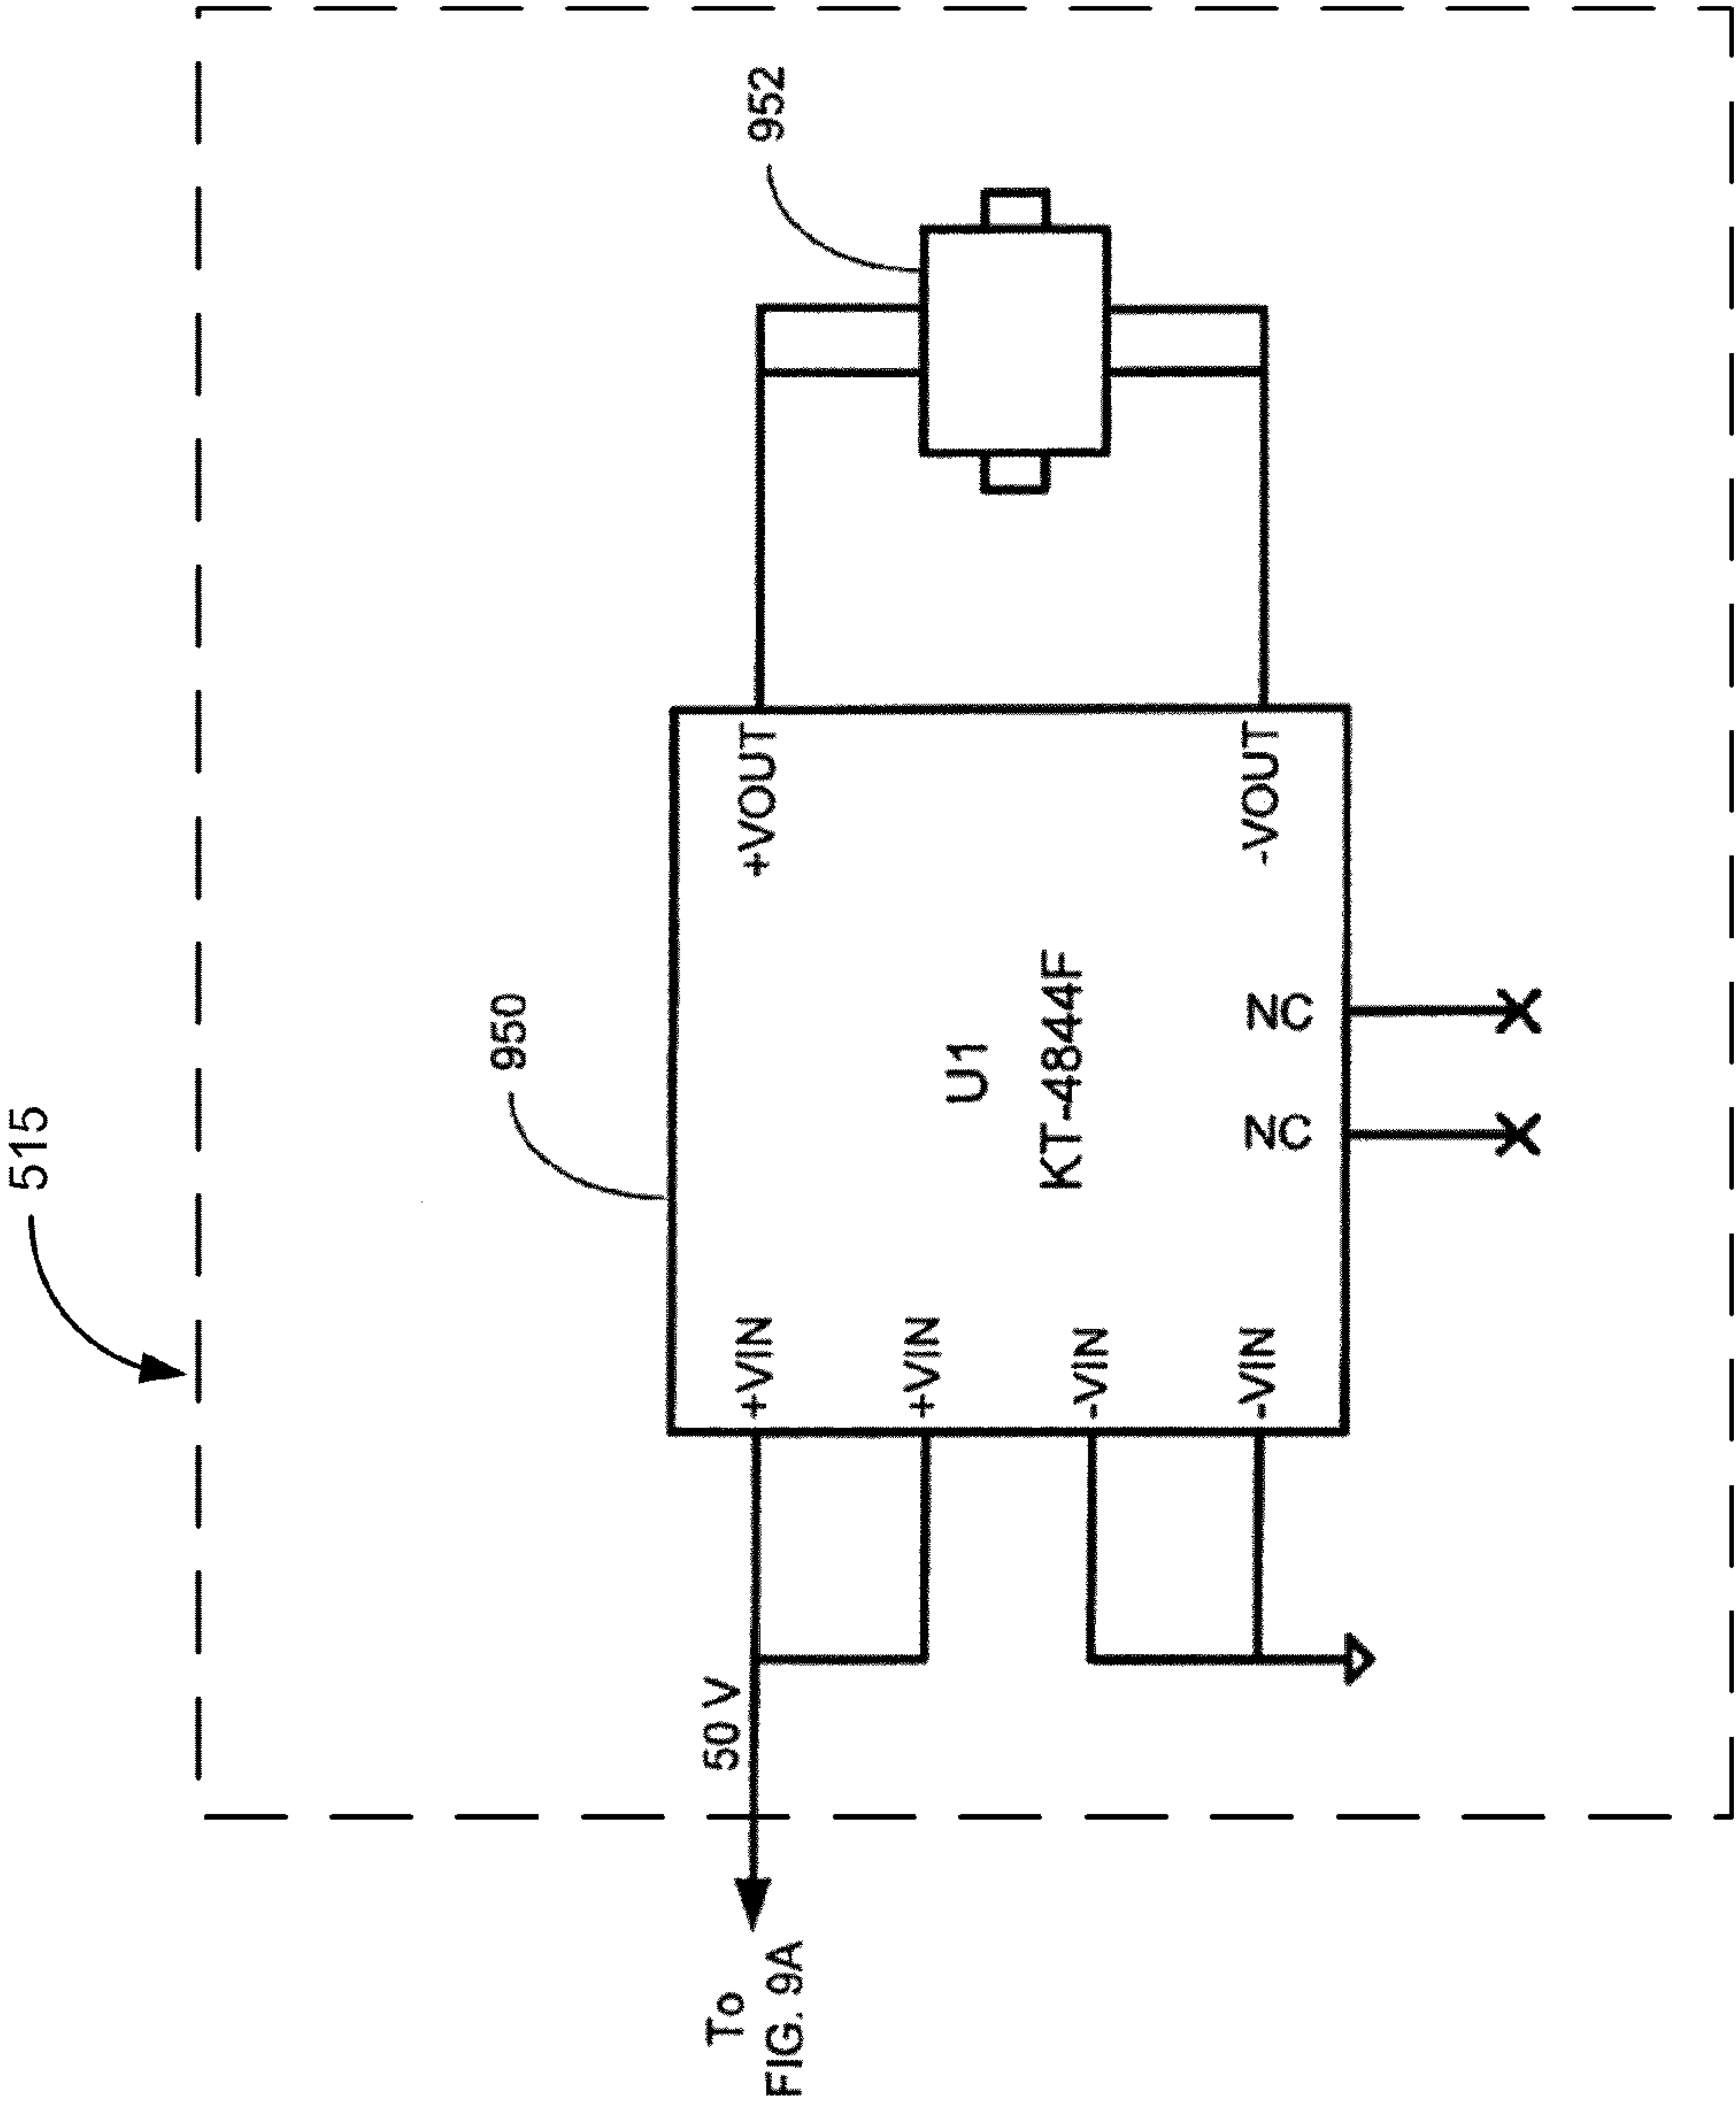 515
950
952
To
FIG. 9A
50 V
+VIN
+VIN
-VIN
-VIN
U1
KT-4844F
NC
NC
+VOUT
-VOUT